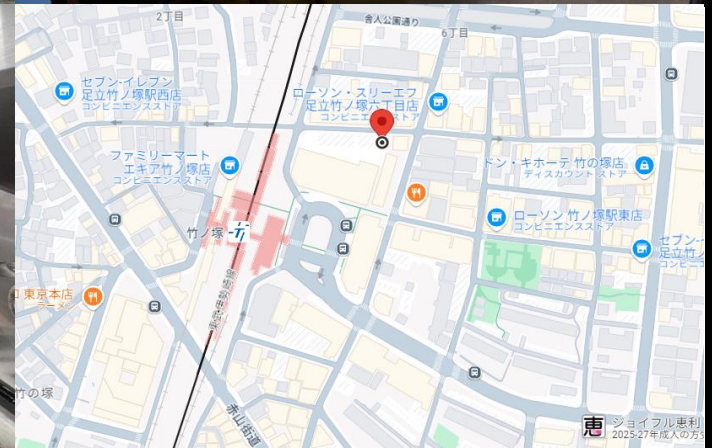 2丁目
舎人公園通り
6丁目
セブン-イレブン
足立竹ノ塚駅西店
コンビニエンスストア
ローソン・スリーエフ
足立竹ノ塚六丁目店
コンビニエ
ストア
ファミリーマート
エキア竹ノ塚店
コンビニエンスストア
ドン・キホーテ 竹の塚店
ディスカウント ストア
ローソン 竹ノ塚駅東店
コンビニエンスストア
竹ノ塚
セブン-
足立竹ノ
コンビニエ
東京本店
ラーメ
東武伊勢崎線
竹の塚
赤山街道
恵
ジョイフル恵利
2025-27年成人の方